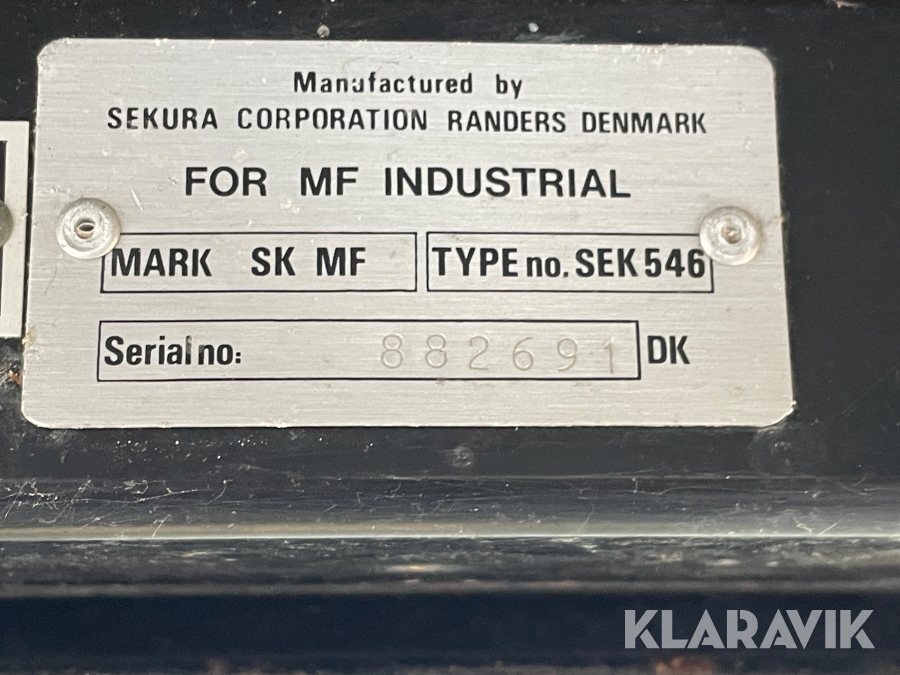 Manufactured by
SEKURA CORPORATION RANDERS DENMARK
FOR MF INDUSTRIAL
MARK SK MF
TYPE no. SEK 546
Serial no: 882691 DK
KLARAVIK